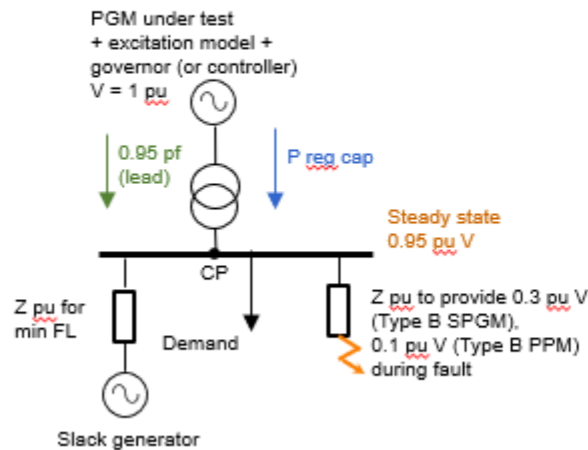 PGM under test
+ excitation model +
governor (or controller)
V = 1 pu
0.95 pf
(lead)
P reg cap
Steady state
0.95 pu V
CP
Z pu for
min FL
Demand
Z pu to provide 0.3 pu V
(Type B SPGM),
0.1 pu V (Type B PPM)
during fault
Slack generator